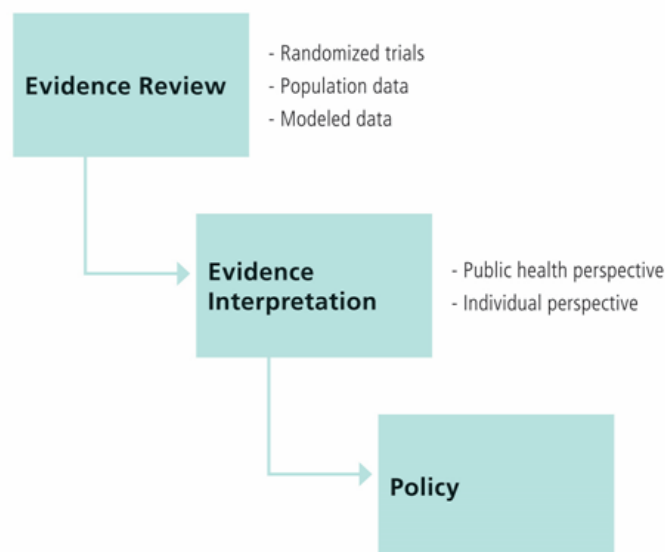 Evidence Review
- Randomized trials
- Population data
- Modeled data
Evidence
Interpretation
- Public health perspective
- Individual perspective
Policy